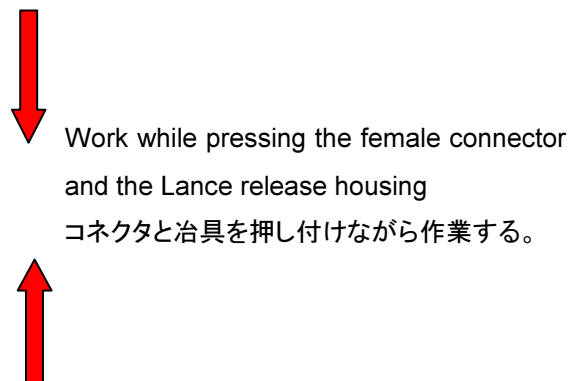 Work while pressing the female connector
and the Lance release housing
コネクタと冶具を押し付けながら作業する。